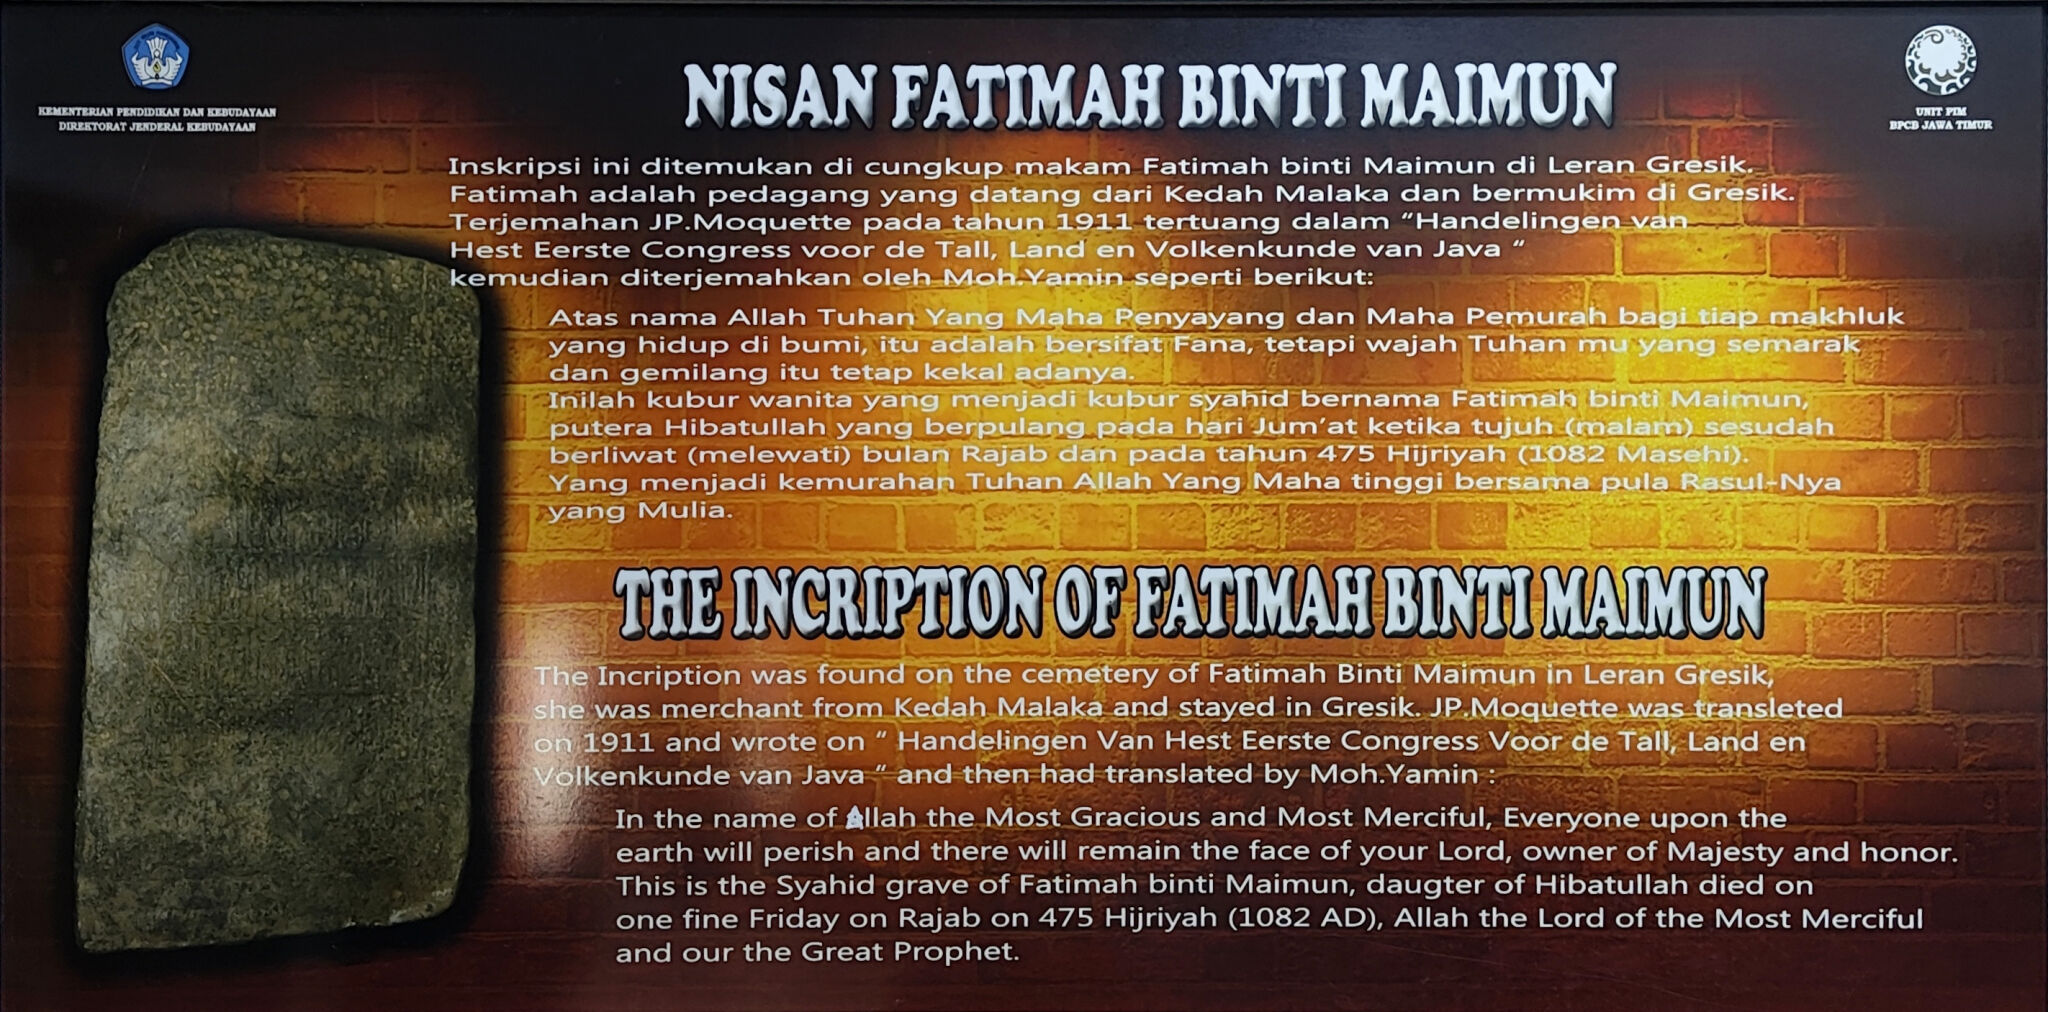 KEMENTERIAN PENDIDIKAN DAN KEBUDAYAAN
DIREKTORAT JENDERAL KEBUDAYAAN
UNIT PIM
BPCB JAWA TIMUR
NISAN FATIMAH BINTI MAIMUN
Inskripsi ini ditemukan di cungkup makam Fatimah binti Maimun di Leran Gresik.
Fatimah adalah pedagang yang datang dari Kedah Malaka dan bermukim di Gresik.
Terjemahan JP.Moquette pada tahun 1911 tertuang dalam “Handelingen van
Hest Eerste Congress voor de Tall, Land en Volkenkunde van Java “
kemudian diterjemahkan oleh Moh.Yamin seperti berikut:
Atas nama Allah Tuhan Yang Maha Penyayang dan Maha Pemurah bagi tiap makhluk
yang hidup di bumi, itu adalah bersifat Fana, tetapi wajah Tuhan mu yang semarak
dan gemilang itu tetap kekal adanya.
Inilah kubur wanita yang menjadi kubur syahid bernama Fatimah binti Maimun,
putera Hibatullah yang berpulang pada hari Jum’at ketika tujuh (malam) sesudah
berliwat (melewati) bulan Rajab dan pada tahun 475 Hijriyah (1082 Masehi).
Yang menjadi kemurahan Tuhan Allah Yang Maha tinggi bersama pula Rasul-Nya
yang Mulia.
THE INCRIPTION OF FATIMAH BINTI MAIMUN
The Incription was found on the cemetery of Fatimah Binti Maimun in Leran Gresik,
she was merchant from Kedah Malaka and stayed in Gresik. JP.Moquette was transleted
on 1911 and wrote on “ Handelingen Van Hest Eerste Congress Voor de Tall, Land en
Volkenkunde van Java “ and then had translated by Moh.Yamin :
In the name of Allah the Most Gracious and Most Merciful, Everyone upon the
earth will perish and there will remain the face of your Lord, owner of Majesty and honor.
This is the Syahid grave of Fatimah binti Maimun, daugter of Hibatullah died on
one fine Friday on Rajab on 475 Hijriyah (1082 AD), Allah the Lord of the Most Merciful
and our the Great Prophet.